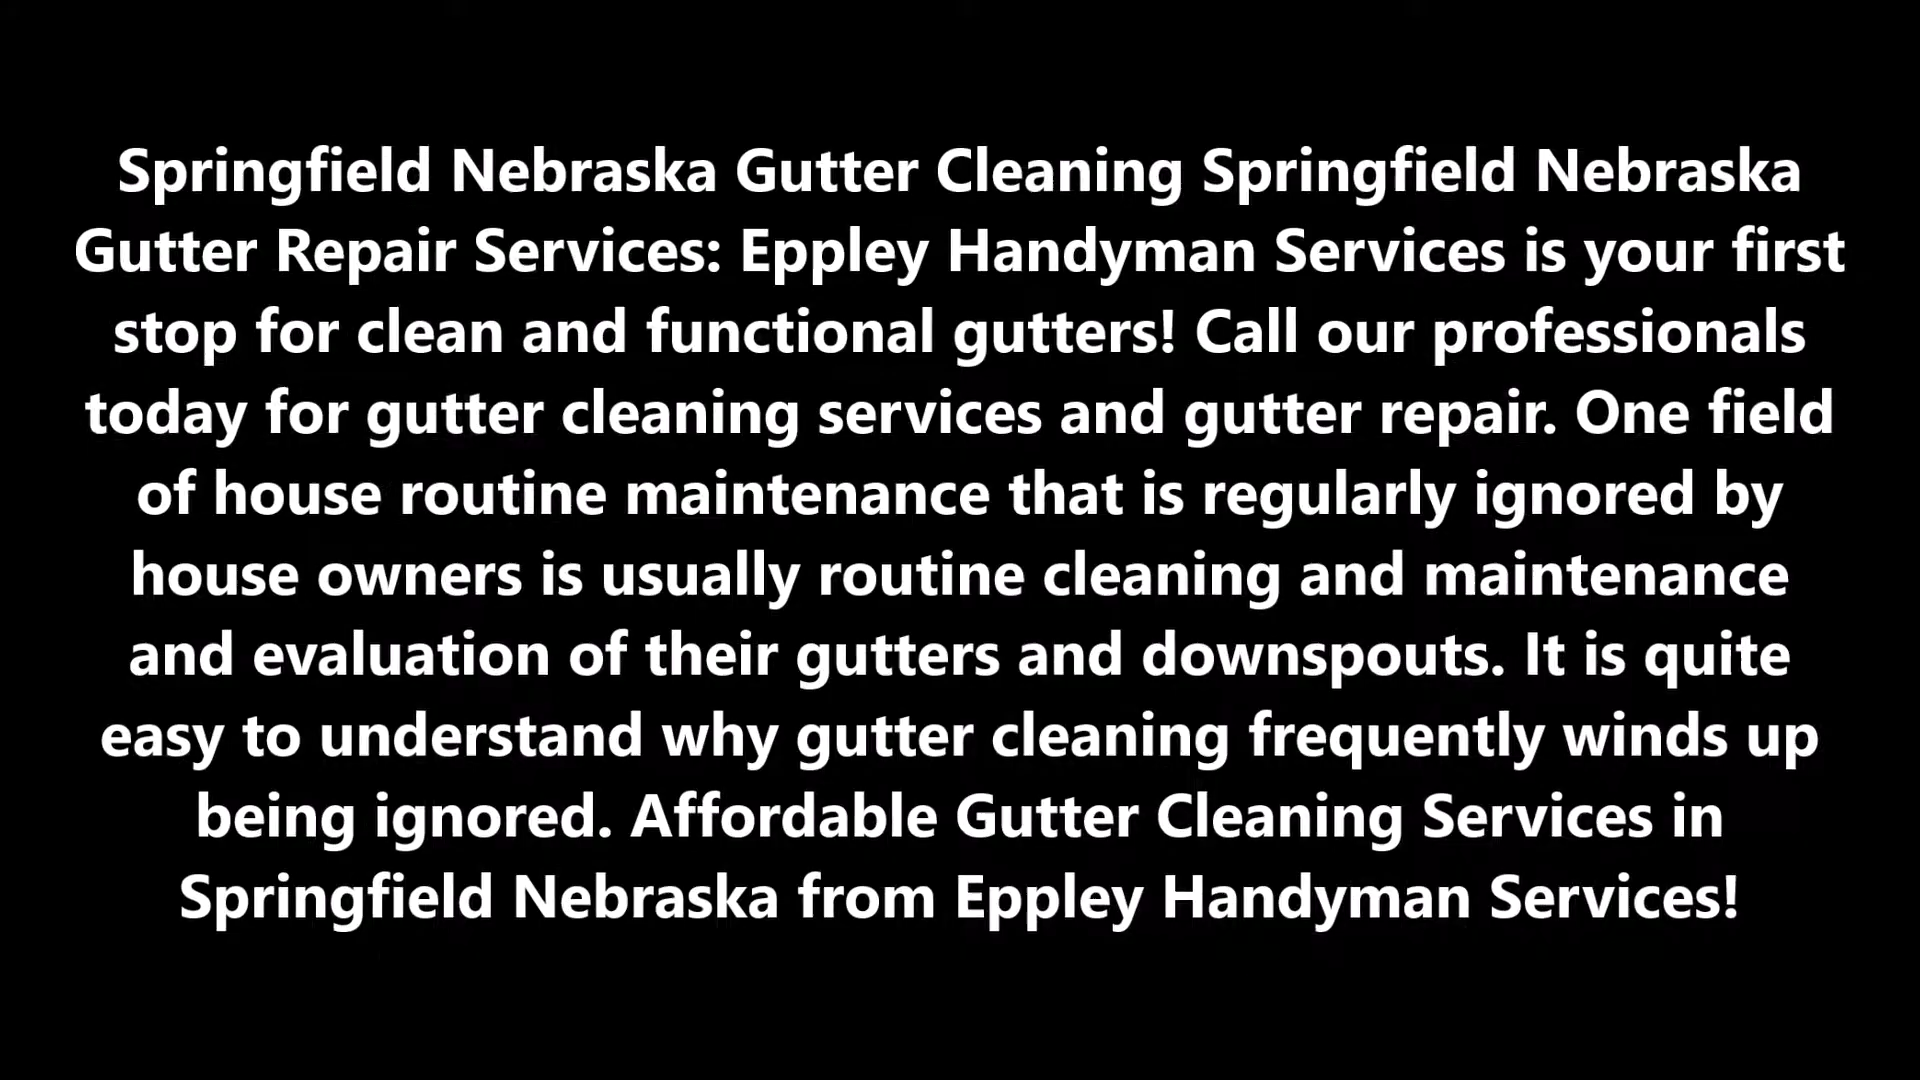 Springfield Nebraska Gutter Cleaning Springfield Nebraska
Gutter Repair Services: Eppley Handyman Services is your first
stop for clean and functional gutters! Call our professionals
today for gutter cleaning services and gutter repair. One field
of house routine maintenance that is regularly ignored by
house owners is usually routine cleaning and maintenance
and evaluation of their gutters and downspouts. It is quite
easy to understand why gutter cleaning frequently winds up
being ignored. Affordable Gutter Cleaning Services in
Springfield Nebraska from Eppley Handyman Services!